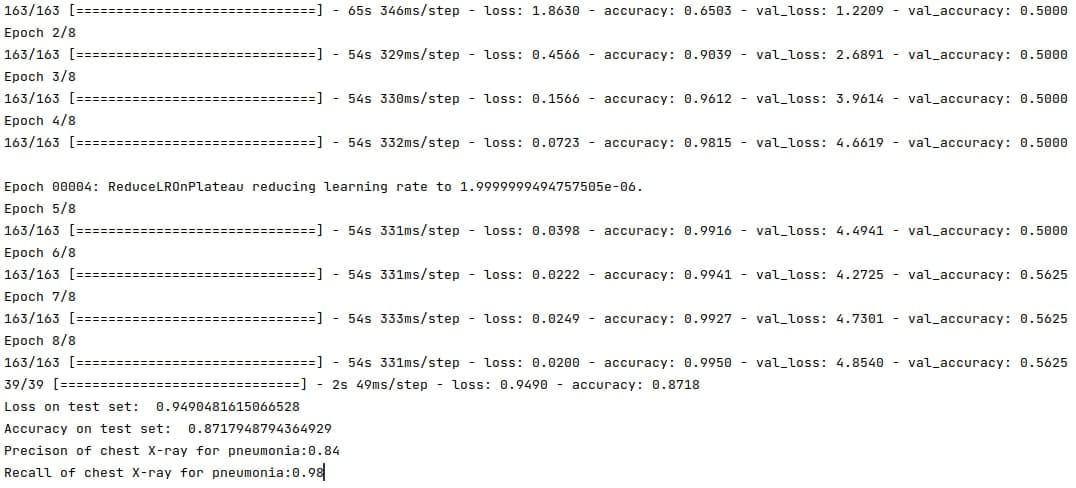 163/163 [==============================] - 65s 346ms/step - loss: 1.8630 - accuracy: 0.6503 - val_loss: 1.2209 - val_accuracy: 0.5000
Epoch 2/8
163/163 [==============================] - 54s 329ms/step - loss: 0.4566 - accuracy: 0.9039 - val_loss: 2.6891 - val_accuracy: 0.5000
Epoch 3/8
163/163 [==============================] - 54s 330ms/step - loss: 0.1566 - accuracy: 0.9612 - val_loss: 3.9614 - val_accuracy: 0.5000
Epoch 4/8
163/163 [==============================] - 54s 332ms/step - loss: 0.0723 - accuracy: 0.9815 - val_loss: 4.6619 - val_accuracy: 0.5000
Epoch 00004: ReduceLROnPlateau reducing learning rate to 1.9999999494757505e-06.
Epoch 5/8
163/163 [==============================] - 54s 331ms/step - loss: 0.0398 - accuracy: 0.9916 - val_loss: 4.4941 - val_accuracy: 0.5000
Epoch 6/8
163/163 [==============================] - 54s 331ms/step - loss: 0.0222 - accuracy: 0.9941 - val_loss: 4.2725 - val_accuracy: 0.5625
Epoch 7/8
163/163 [==============================] - 54s 333ms/step - loss: 0.0249 - accuracy: 0.9927 - val_loss: 4.7301 - val_accuracy: 0.5625
Epoch 8/8
163/163 [==============================] - 54s 331ms/step - loss: 0.0200 - accuracy: 0.9950 - val_loss: 4.8540 - val_accuracy: 0.5625
39/39 [==============================] - 2s 49ms/step - loss: 0.9490 - accuracy: 0.8718
Loss on test set:  0.9490481615066528
Accuracy on test set:  0.8717948794364929
Precison of chest X-ray for pneumonia:0.84
Recall of chest X-ray for pneumonia:0.98